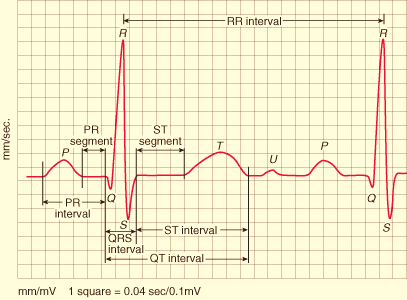 R
R
RR interval
mm/sec.
PR
segment
ST
segment
P
T
U
P
Q
Q
S
S
PR
interval
QRS
interval
ST interval
QT interval
mm/mV 1 square = 0.04 sec/0.1mV